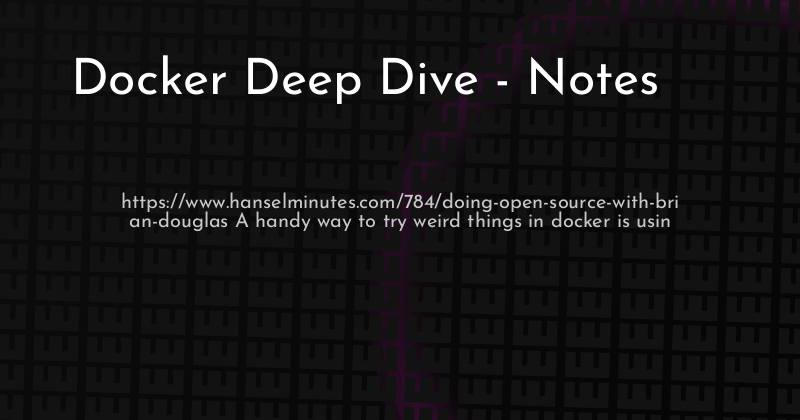 Docker Deep Dive - Notes
https://www.hanselminutes.com/784/doing-open-source-with-bri
an-douglas A handy way to try weird things in docker is usin